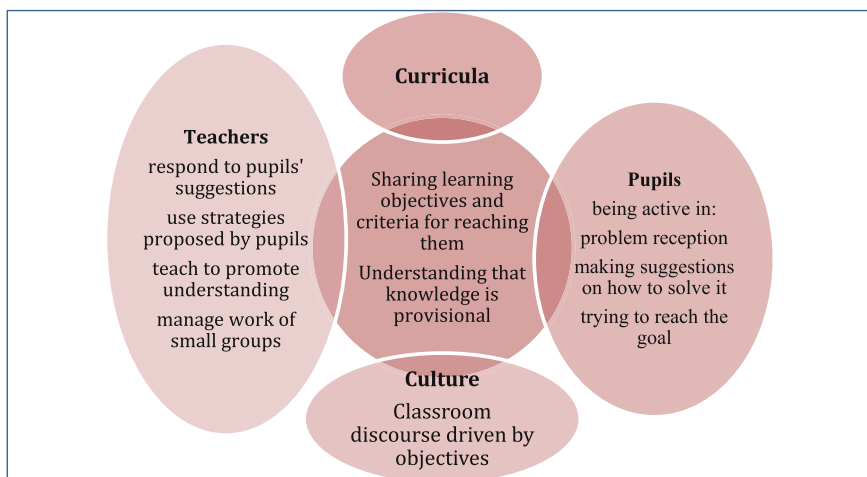 Curricula
Teachers
respond to pupils'
suggestions
use strategies
proposed by pupils
teach to promote
understanding
manage work of
small groups
Sharing learning
objectives and
criteria for reaching
them
Understanding that
knowledge is
provisional
Pupils
being active in:
problem reception
making suggestions
on how to solve it
trying to reach the
goal
Culture
Classroom
discourse driven by
objectives